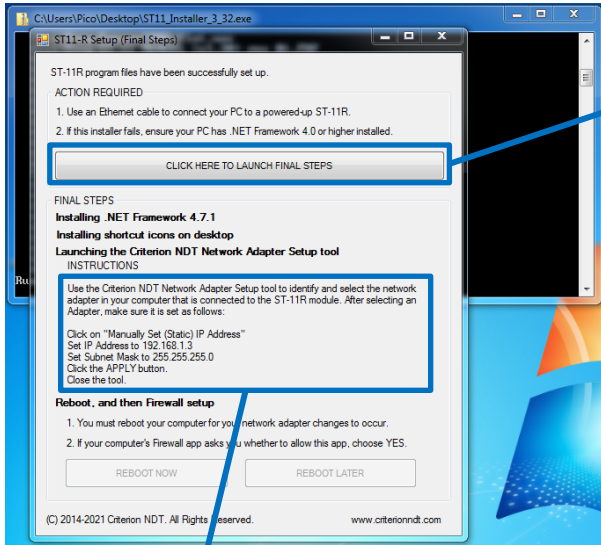 C:\Users\Pico\Desktop\ST11_Installer_3_32.exe
ST11-R Setup (Final Steps)
ST-11R program files have been successfully set up.
ACTION REQUIRED
1. Use an Ethernet cable to connect your PC to a powered-up ST-11R.
2. If this installer fails, ensure your PC has .NET Framework 4.0 or higher installed.
CLICK HERE TO LAUNCH FINAL STEPS
FINAL STEPS
Installing .NET Framework 4.7.1
Installing shortcut icons on desktop
Launching the Criterion NDT Network Adapter Setup tool
INSTRUCTIONS
Ru
Use the Criterion NDT Network Adapter Setup tool to identify and select the network
adapter in your computer that is connected to the ST-11R module. After selecting an
Adapter, make sure it is set as follows:
Click on "Manually Set (Static) IP Address"
Set IP Address to 192.168.1.3
Set Subnet Mask to 255.255.255.0
Click the APPLY button.
Close the tool.
Reboot, and then Firewall setup
1. You must reboot your computer for your network adapter changes to occur.
2. If your computer's Firewall app asks you whether to allow this app, choose YES.
REBOOT NOW
REBOOT LATER
(C) 2014-2021 Criterion NDT. All Rights Reserved.
www.criterionndt.com